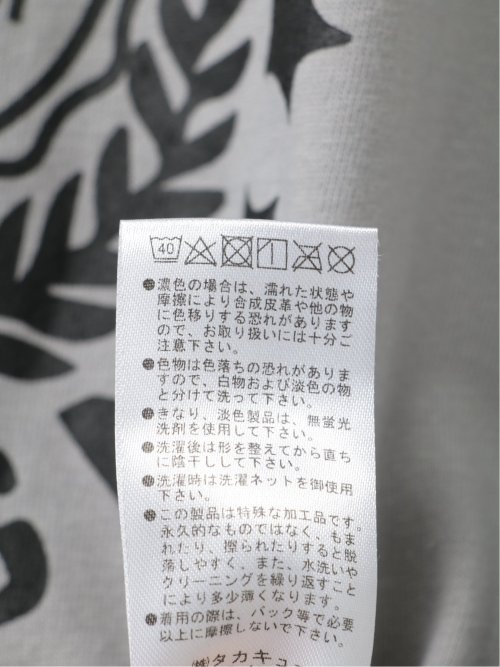 40
●濃色の場合は、濡れた状態や
摩擦により合成皮革や他の物
に色移りする恐れがあります
ので、お取り扱いには十分ご
注意下さい。
●色物は色落ちの恐れがありま
すので、白物および淡色の物
と分けて洗って下さい。
●きなり、淡色製品は、無蛍光
洗剤を使用して下さい。
●洗濯後は形を整えてから直ち
に陰干しして下さい。
●洗濯時は洗濯ネットを御使用
下さい。
●この製品は特殊な加工品です。
永久的なものではなく、もま
れたり、擦られたりすると脱
落しやすく、また、水洗いや
クリーニングを繰り返すこと
により多少薄くなります。
●着用の際は、バック等で必要
以上に摩擦しないで下さい。
㈱タカキュー